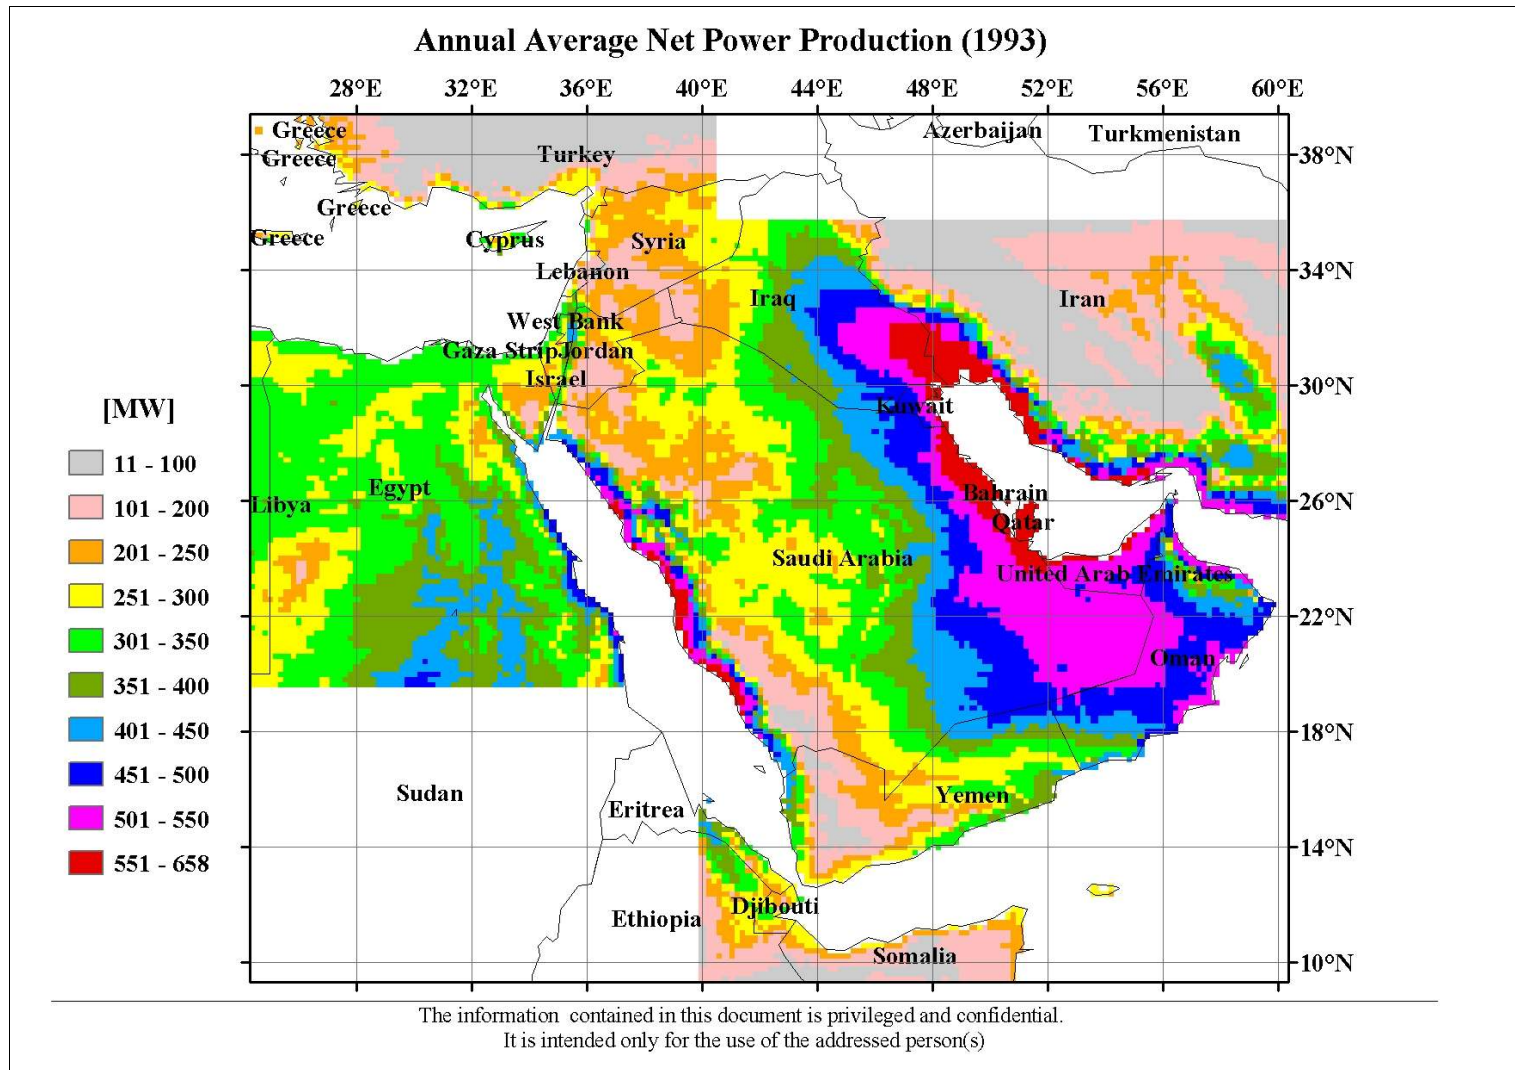 Annual Average Net Power Production (1993)
28°E 32°E 36°E 40°E 44°E 48°E 52°E 56°E 60°E
Greece
Azerbaijan
Turkmenistan
Greece
Turkey
38°N
Greece
Greece
Cyprus
Syria
Lebanon
34°N
Iraq
Iran
West Bank
Gaza Strip
Jordan
Israel
30°N
Kuwait
[MW]
11 - 100
101 - 200
201 - 250
251 - 300
301 - 350
351 - 400
401 - 450
451 - 500
501 - 550
551 - 658
Egypt
Libya
Bahrain
26°N
Qatar
Saudi Arabia
United Arab Emirates
22°N
Oman
18°N
Sudan
Eritrea
Yemen
14°N
Ethiopia
Djibouti
Somalia
10°N
The information contained in this document is privileged and confidential.
It is intended only for the use of the addressed person(s)